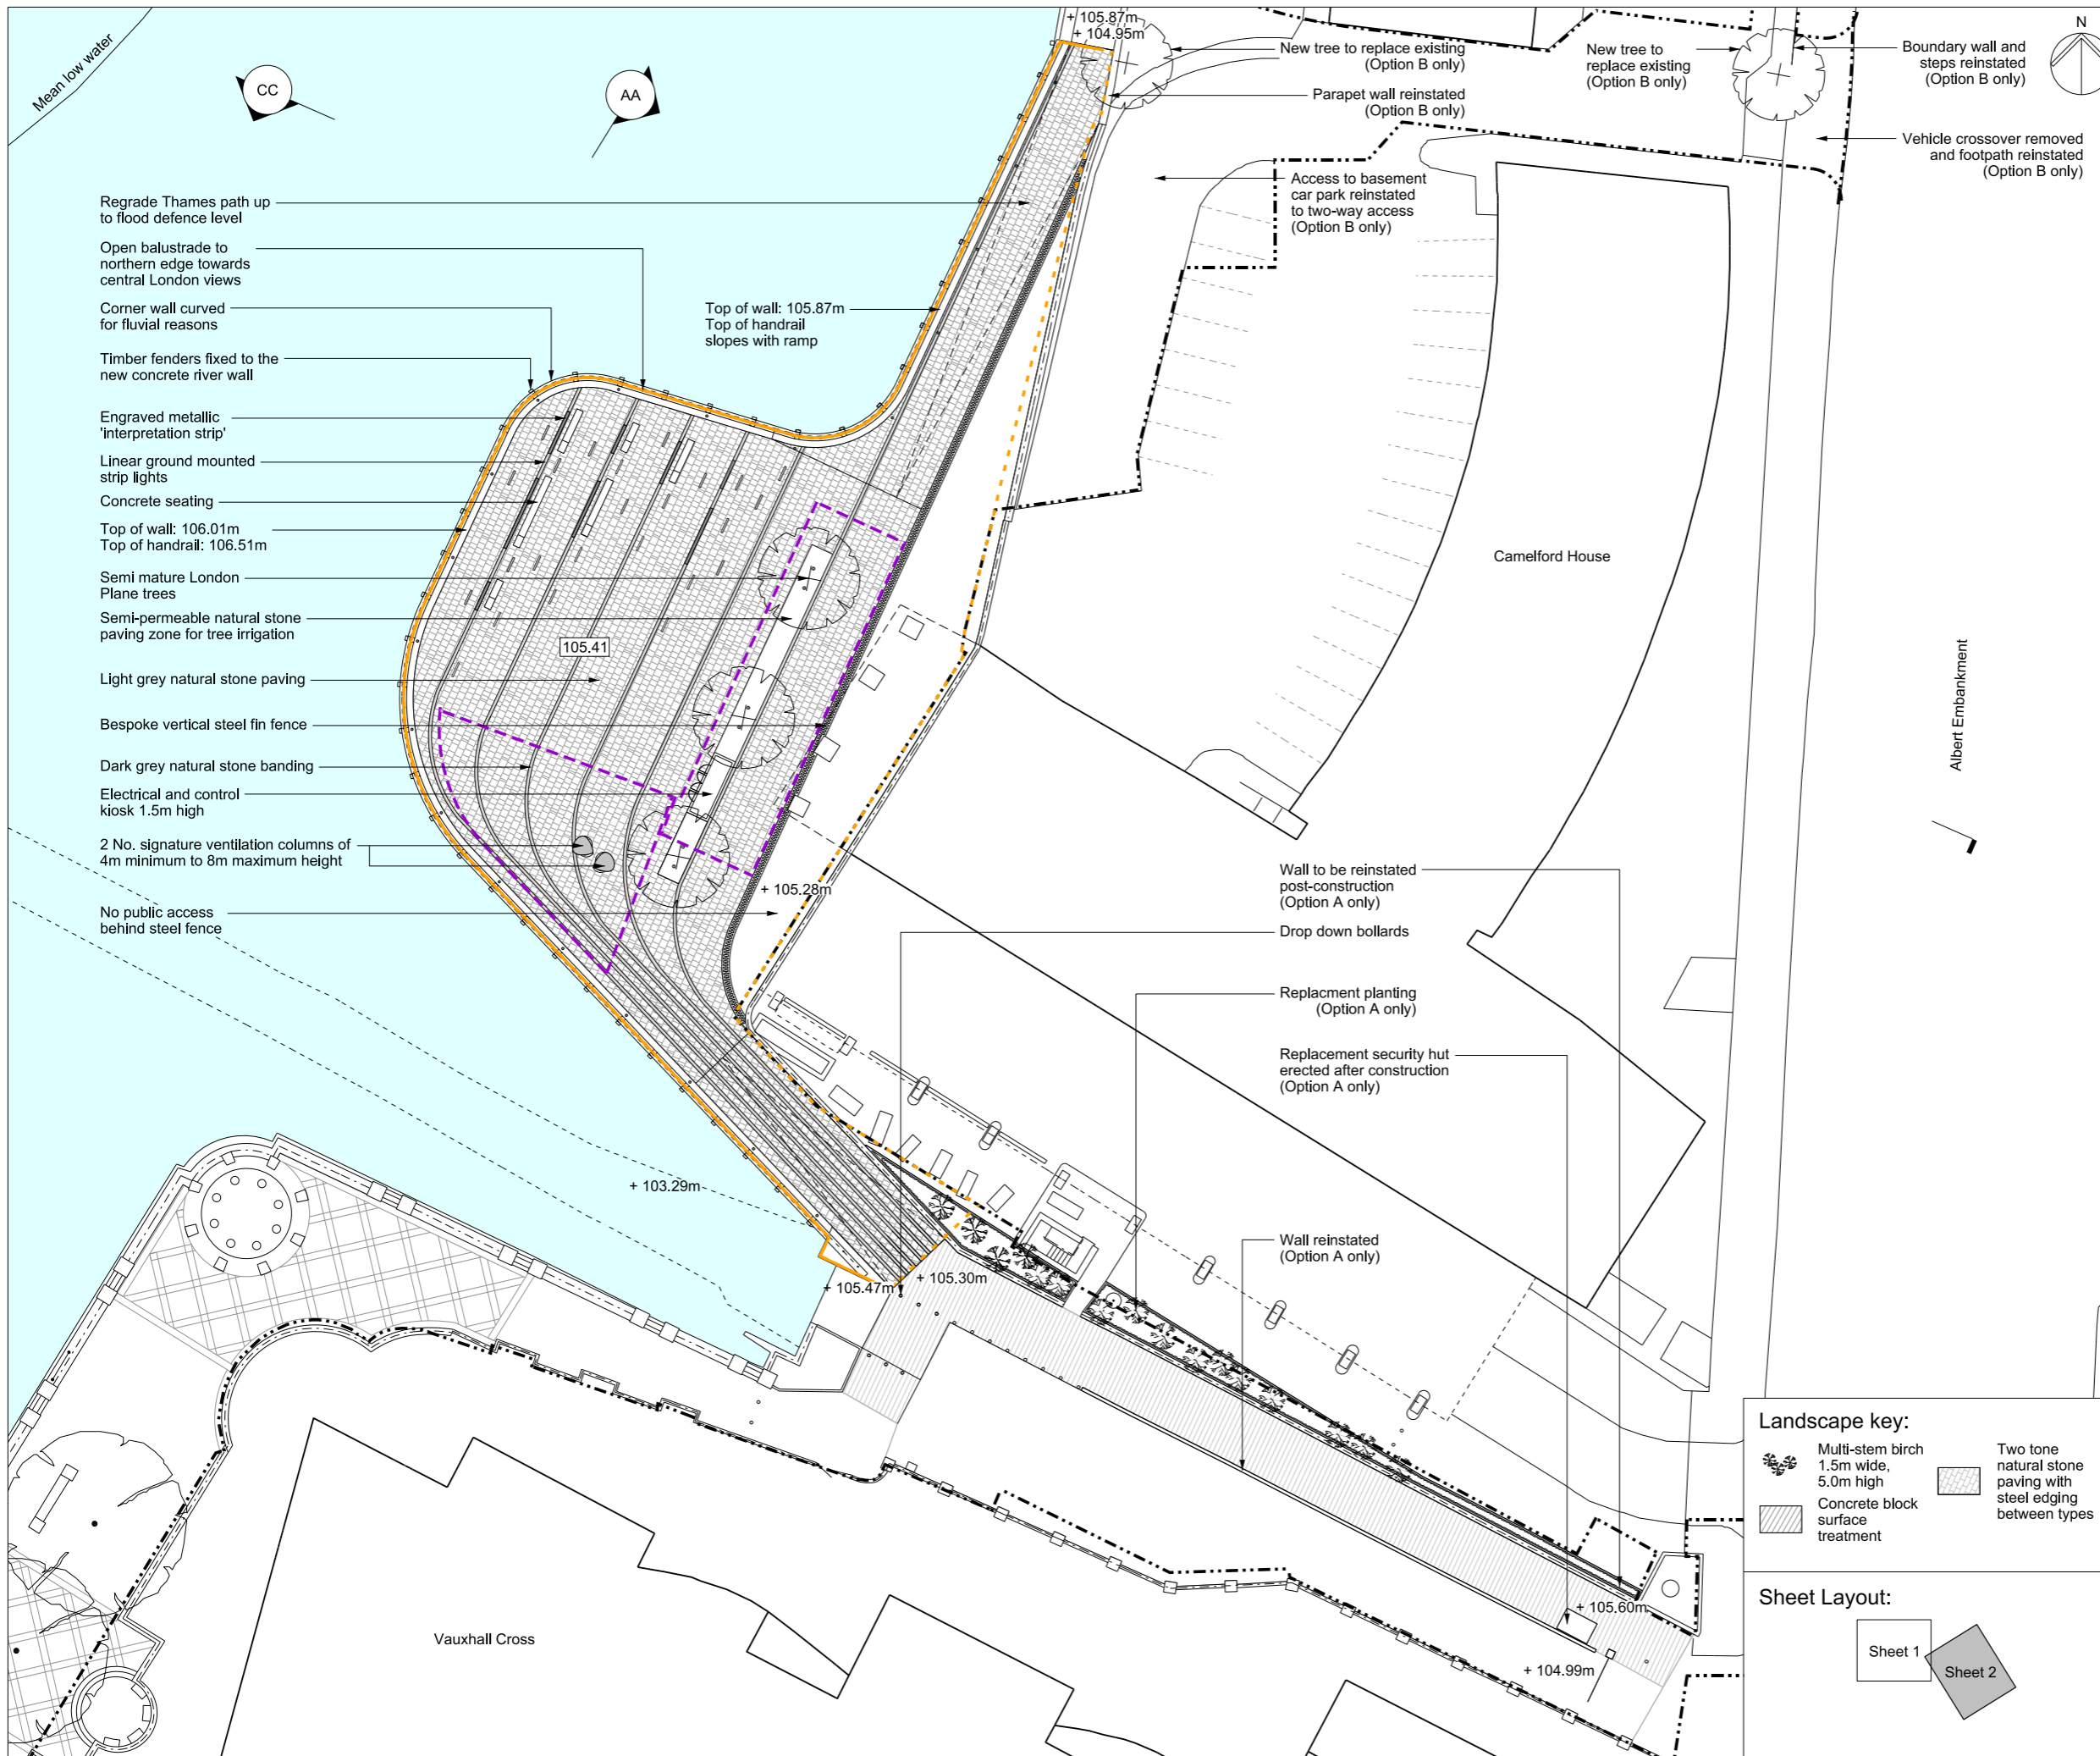 + 105.87m
+ 104.95m
Mean low water
CC
AA
New tree to replace existing
(Option B only)
Parapet wall reinstated
(Option B only)
New tree to
replace existing
(Option B only)
Boundary wall and
steps reinstated
(Option B only)
N
Vehicle crossover removed
and footpath reinstated
(Option B only)
Access to basement
car park reinstated
to two-way access
(Option B only)
Regrade Thames path up
to flood defence level
Open balustrade to
northern edge towards
central London views
Corner wall curved
for fluvial reasons
Timber fenders fixed to the
new concrete river wall
Engraved metallic
'interpretation strip'
Linear ground mounted
strip lights
Concrete seating
Top of wall: 106.01m
Top of handrail: 106.51m
Semi mature London
Plane trees
Semi-permeable natural stone
paving zone for tree irrigation
Light grey natural stone paving
Bespoke vertical steel fin fence
Dark grey natural stone banding
Electrical and control
kiosk 1.5m high
2 No. signature ventilation columns of
4m minimum to 8m maximum height
No public access
behind steel fence
Top of wall: 105.87m
Top of handrail
slopes with ramp
105.41
Camelford House
Albert Embankment
+ 105.28m
Wall to be reinstated
post-construction
(Option A only)
Drop down bollards
Replacment planting
(Option A only)
Replacement security hut
erected after construction
(Option A only)
Wall reinstated
(Option A only)
+ 103.29m
+ 105.47m
+ 105.30m
+ 105.60m
+ 104.99m
Vauxhall Cross
Landscape key:
Multi-stem birch
1.5m wide,
5.0m high
Concrete block
surface
treatment
Two tone
natural stone
paving with
steel edging
between types
Sheet Layout:
Sheet 1
Sheet 2